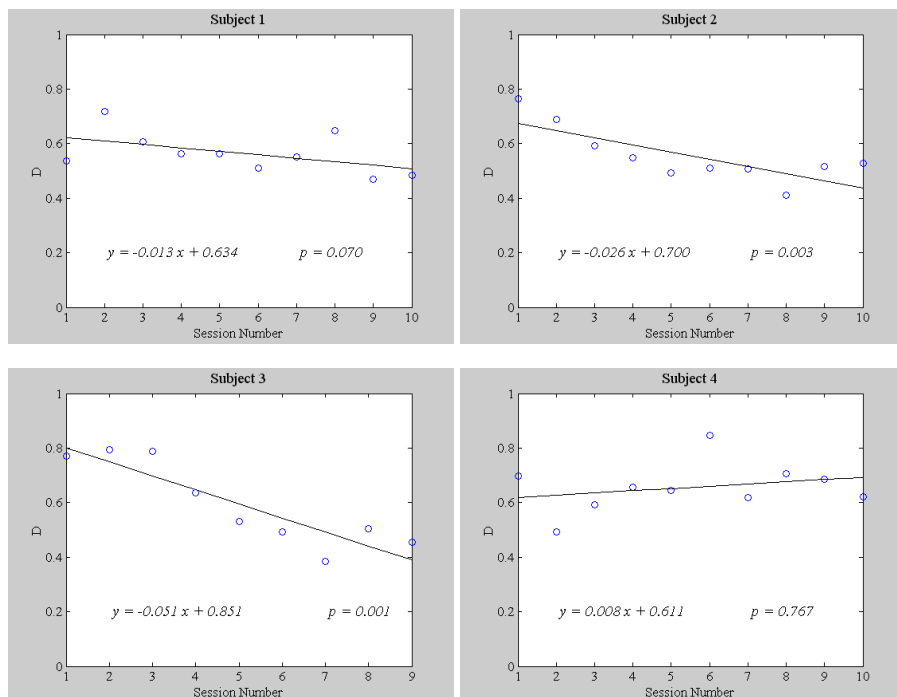 Subject 1
1
0.8
0.6
D
0.4
0.2
0
y = -0.013 x + 0.634
p = 0.070
1 2 3 4 5 6 7 8 9 10
Session Number
Subject 2
1
0.8
0.6
D
0.4
0.2
0
y = -0.026 x + 0.700
p = 0.003
1 2 3 4 5 6 7 8 9 10
Session Number
Subject 3
1
0.8
0.6
D
0.4
0.2
0
y = -0.051 x + 0.851
p = 0.001
1 2 3 4 5 6 7 8 9
Session Number
Subject 4
1
0.8
0.6
D
0.4
0.2
0
y = 0.008 x + 0.611
p = 0.767
1 2 3 4 5 6 7 8 9 10
Session Number